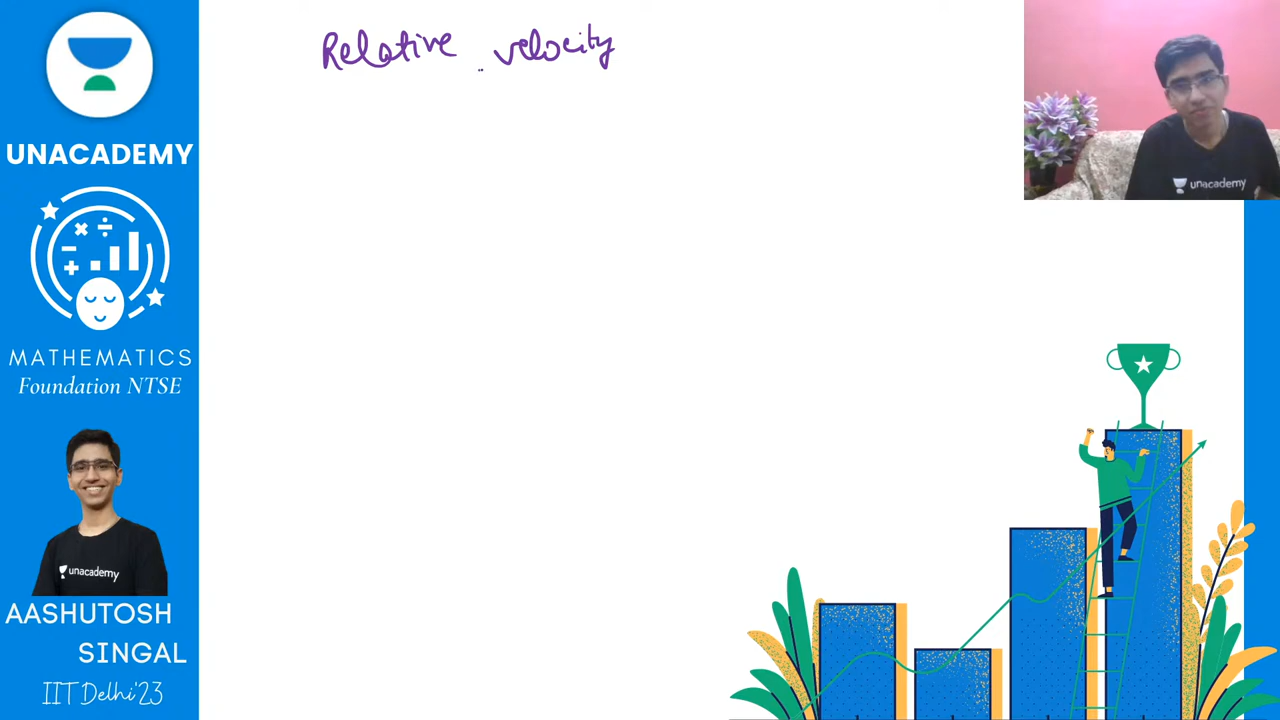 Relative velocity
UNACADEMY
MATHEMATICS
Foundation NTSE
AASHUTOSH
SINGAL
IIT Delhi'23
unacademy
unacademy